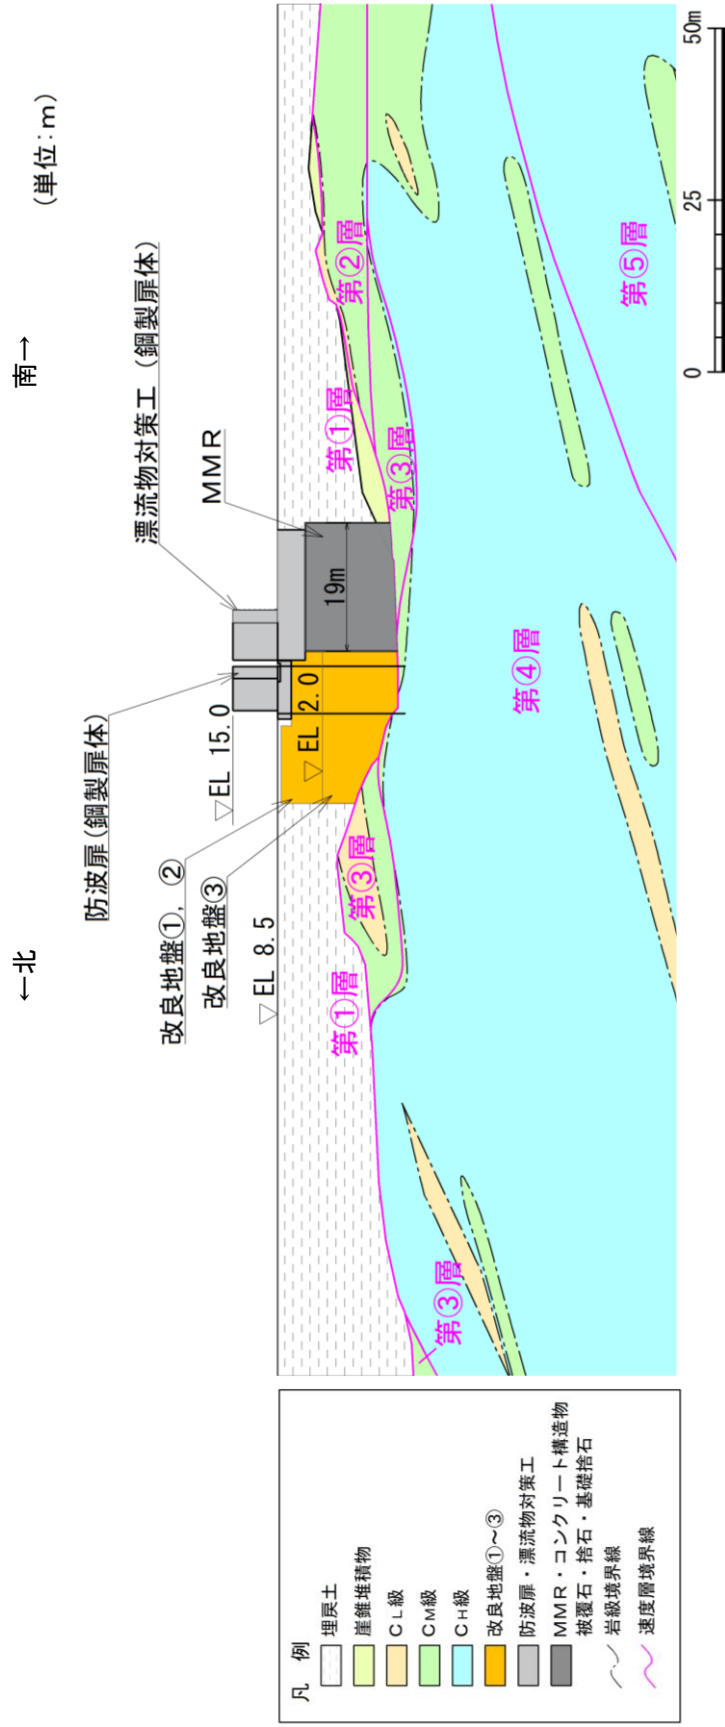 ←北
南→
(単位:m)
防波扉(鋼製扉体)
漂流物対策工(鋼製扉体)
改良地盤①,②
改良地盤③
▽EL 15.0
MMR
▽EL 8.5
▽EL 2.0
19m
第①層
第③層
第①層
第②層
第③層
第③層
第④層
第⑤層
0 25 50m
凡 例
埋戻土
崖錐堆積物
CL級
CM級
CH級
改良地盤①~③
防波扉・漂流物対策工
MMR・コンクリート構造物
被覆石・捨石・基礎捨石
岩級境界線
速度層境界線